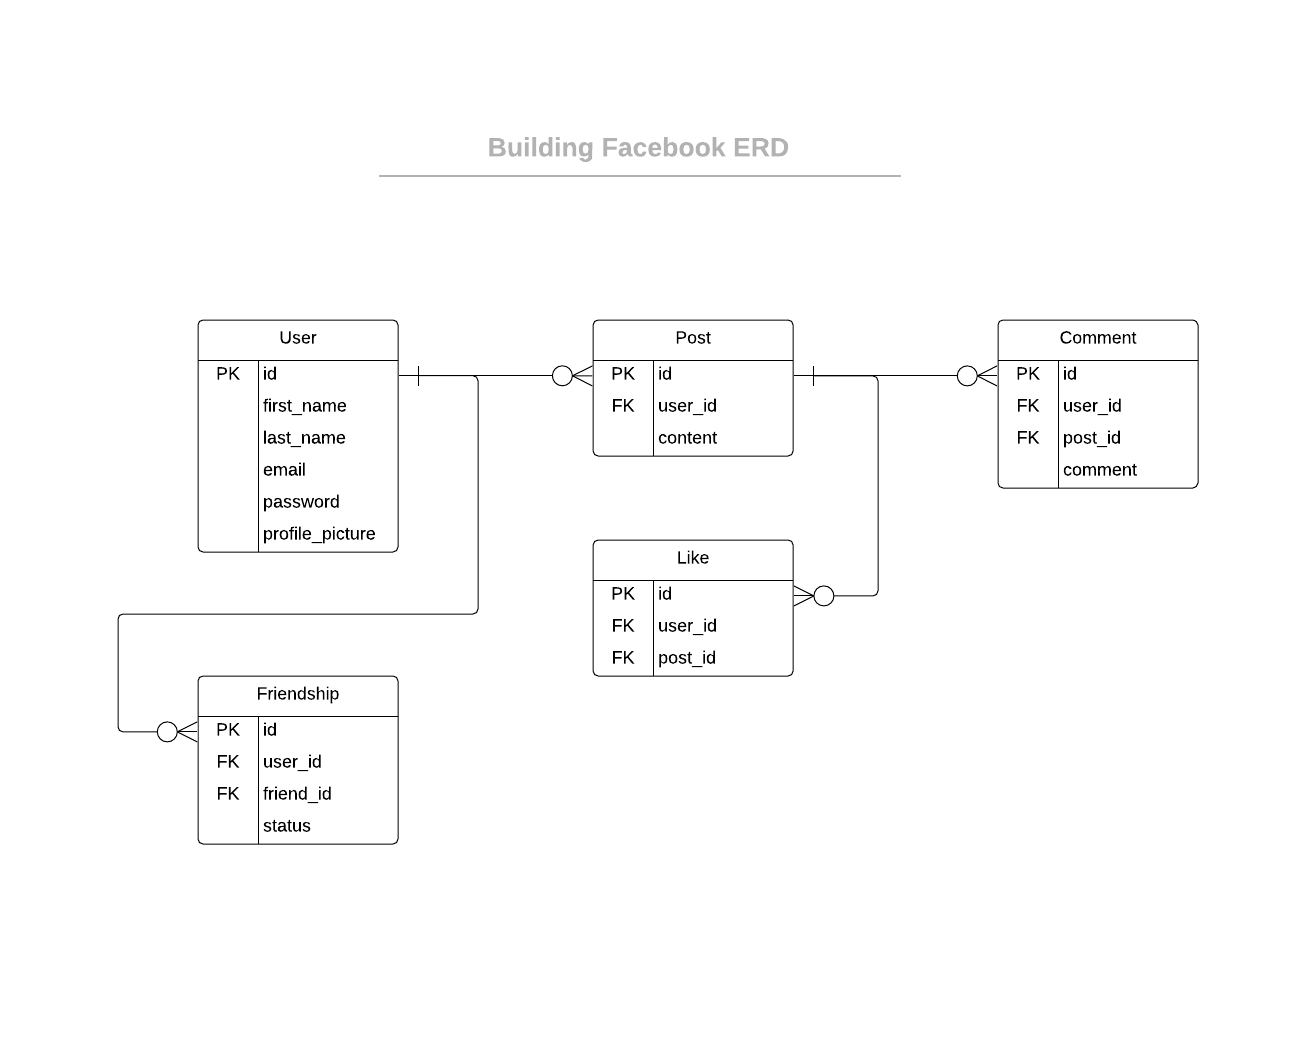 Building Facebook ERD
User
PK id
first_name
last_name
email
password
profile_picture
Post
PK id
FK user_id
content
Comment
PK id
FK user_id
FK post_id
comment
Like
PK id
FK user_id
FK post_id
Friendship
PK id
FK user_id
FK friend_id
status